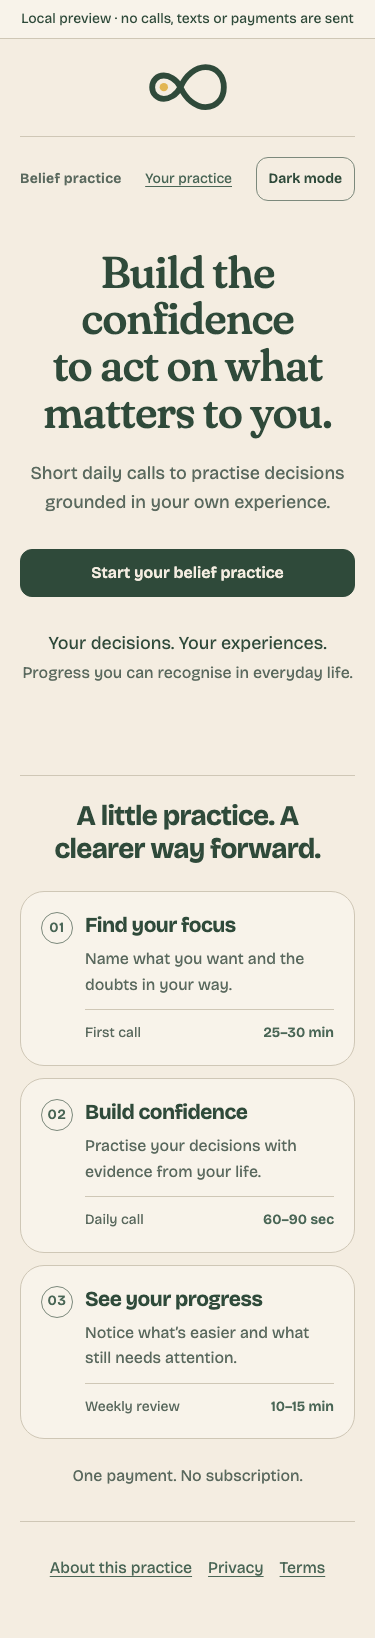 Local preview · no calls, texts or payments are sent
Belief practice Your practice Dark mode
Build the
confidence
to act on what
matters to you.
Short daily calls to practise decisions
grounded in your own experience.
Start your belief practice
Your decisions. Your experiences.
Progress you can recognise in everyday life.
A little practice. A
clearer way forward.
01 Find your focus
Name what you want and the
doubts in your way.
First call 25–30 min
02 Build confidence
Practise your decisions with
evidence from your life.
Daily call 60–90 sec
03 See your progress
Notice what’s easier and what
still needs attention.
Weekly review 10–15 min
One payment. No subscription.
About this practice Privacy Terms